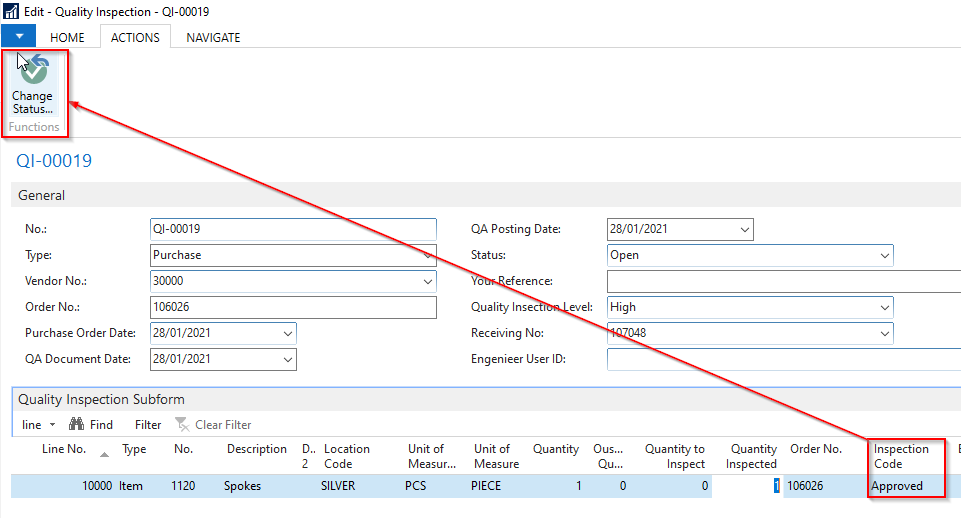 Edit - Quality Inspection - QI-00019
HOME ACTIONS NAVIGATE
Change
Status...
Functions
QI-00019
General
No.: QI-00019 QA Posting Date: 28/01/2021
Type: Purchase Status: Open
Vendor No.: 30000 Your Reference:
Order No.: 106026 Quality Insection Level: High
Purchase Order Date: 28/01/2021 Receiving No: 107048
QA Document Date: 28/01/2021 Engenieer User ID:
Quality Inspection Subform
line Find Filter Clear Filter
Line No. Type No. Description D.. Location Unit of Unit of Quantity Ous... Quantity to Quantity Order No. Inspection
2 Code Measur... Measure Qu... Inspect Inspected Code
10000 Item 1120 Spokes SILVER PCS PIECE 1 0 0 1 106026 Approved